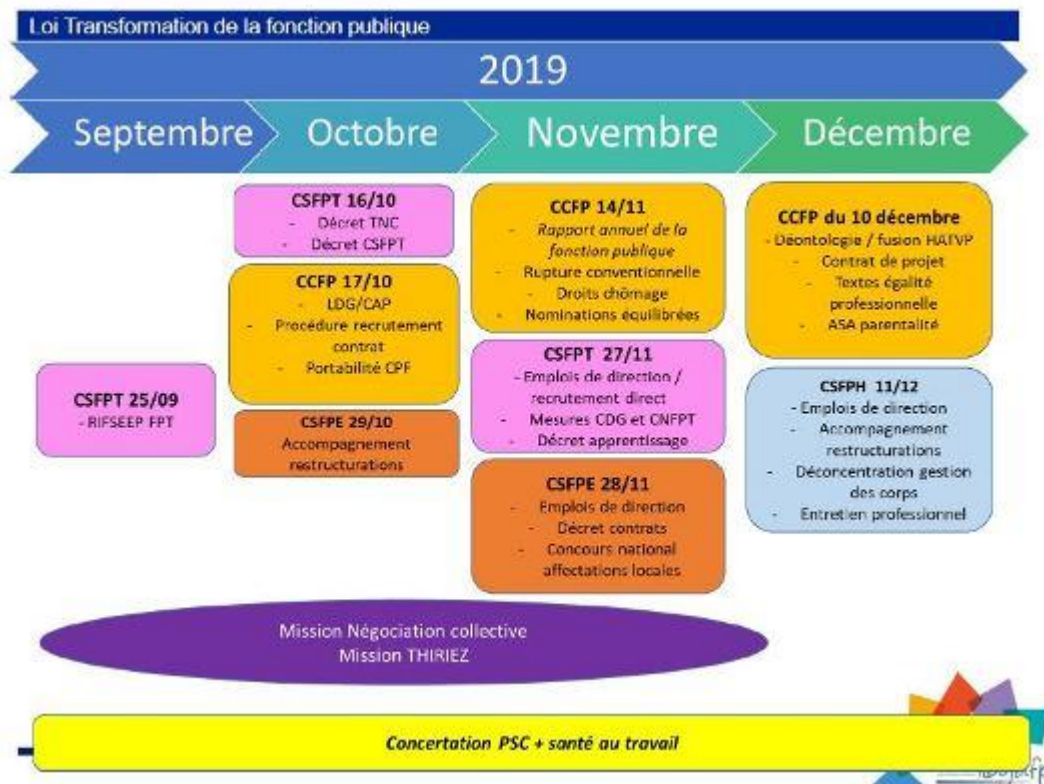 Loi Transformation de la fonction publique
2019
Septembre
Octobre
Novembre
Décembre
CSFPT 25/09
- RIFSEEP FPT
CSFPT 16/10
- Décret TNC
- Décret CSFPT
CCFP 17/10
- LDG/CAP
- Procédure recrutement
contrat
- Portabilité CPF
CSFPE 29/10
Accompagnement
restructurations
CCFP 14/11
- Rapport annuel de la
fonction publique
- Rupture conventionnelle
- Droits chômage
- Nominations équilibrées
CSFPT 27/11
- Emplois de direction /
recrutement direct
- Mesures CDG et CNFPT
- Décret apprentissage
CSFPE 28/11
- Emplois de direction
- Décret contrats
- Concours national
affectations locales
CCFP du 10 décembre
- Déontologie / fusion HATVP
- Contrat de projet
- Textes égalité
professionnelle
- ASA parentalité
CSFPH 11/12
- Emplois de direction
- Accompagnement
restructurations
- Déconcentration gestion
des corps
- Entretien professionnel
Mission Négociation collective
Mission THIRIEZ
Concertation PSC + santé au travail